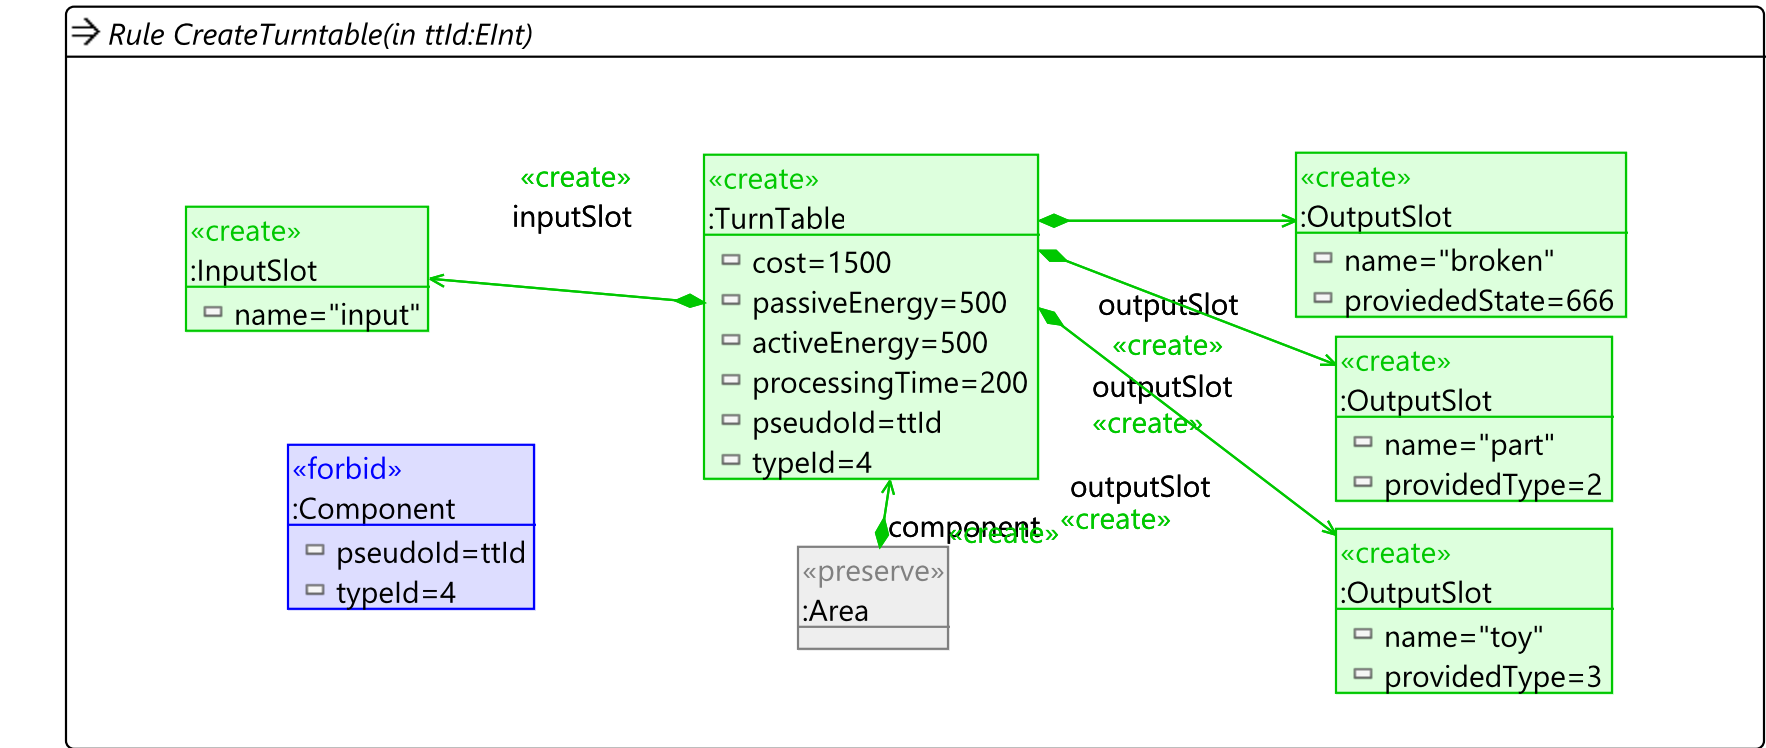 Rule CreateTurntable(in ttId:EInt)
«create»
inputSlot
«create»
:InputSlot
name="input"
«create»
:TurnTable
cost=1500
passiveEnergy=500
activeEnergy=500
processingTime=200
pseudoId=ttId
typeId=4
«create»
:OutputSlot
name="broken"
proviededState=666
outputSlot
«create»
outputSlot
«create»
outputSlot
«create»
«create»
:OutputSlot
name="part"
providedType=2
«forbid»
:Component
pseudoId=ttId
typeId=4
component
«create»
«preserve»
:Area
«create»
:OutputSlot
name="toy"
providedType=3